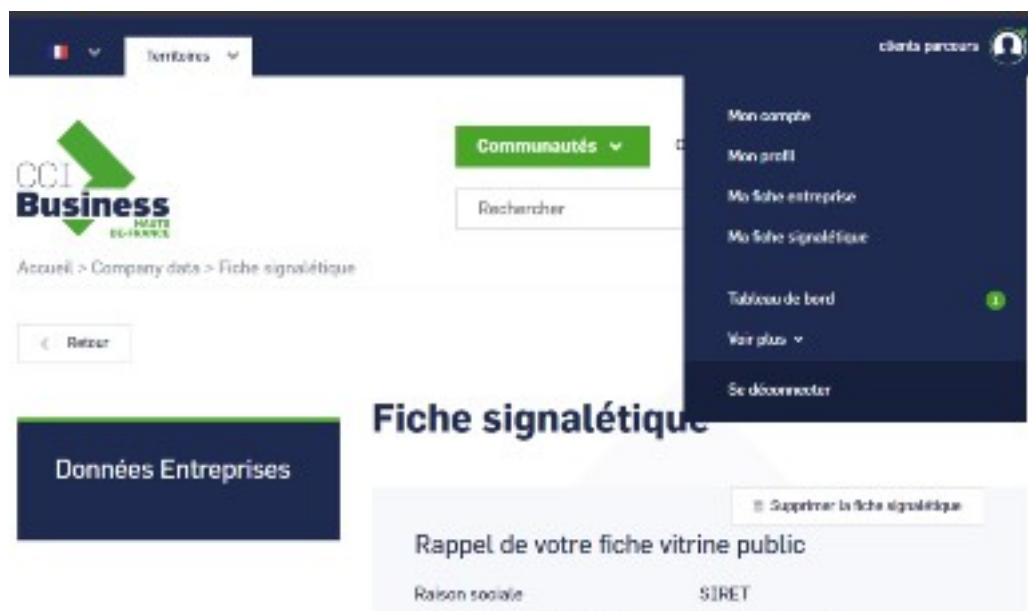 Territoires
clients parcours
Mon compte
Communautés
Mon profil
CCI
Business
HAUTS
DE-FRANCE
Rechercher
Ma fiche entreprise
Ma fiche signalétique
Accueil > Company data > Fiche signalétique
Tableau de bord
1
Retour
Voir plus
Se déconnecter
Fiche signalétique
Données Entreprises
Supprimer la fiche signalétique
Rappel de votre fiche vitrine public
Raison sociale
SIRET